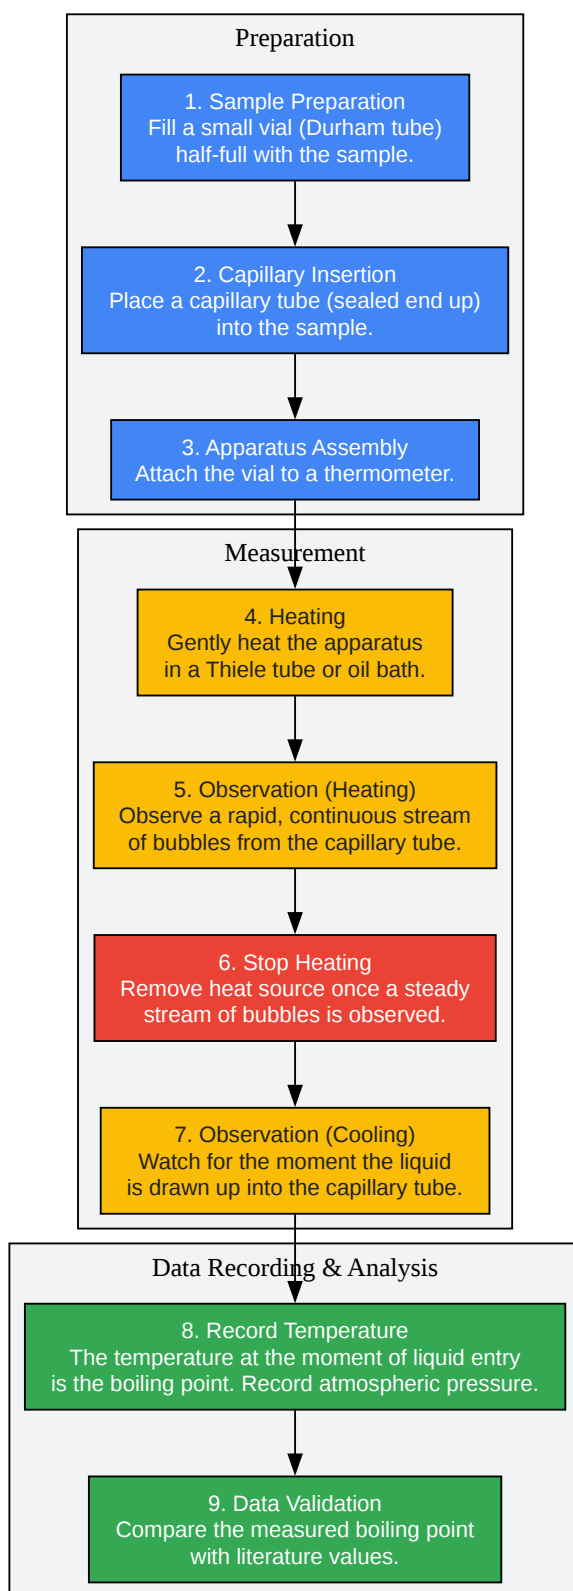 Preparation
1. Sample Preparation
Fill a small vial (Durham tube)
half-full with the sample.
2. Capillary Insertion
Place a capillary tube (sealed end up)
into the sample.
3. Apparatus Assembly
Attach the vial to a thermometer.
Measurement
4. Heating
Gently heat the apparatus
in a Thiele tube or oil bath.
5. Observation (Heating)
Observe a rapid, continuous stream
of bubbles from the capillary tube.
6. Stop Heating
Remove heat source once a steady
stream of bubbles is observed.
7. Observation (Cooling)
Watch for the moment the liquid
is drawn up into the capillary tube.
Data Recording & Analysis
8. Record Temperature
The temperature at the moment of liquid entry
is the boiling point. Record atmospheric pressure.
9. Data Validation
Compare the measured boiling point
with literature values.